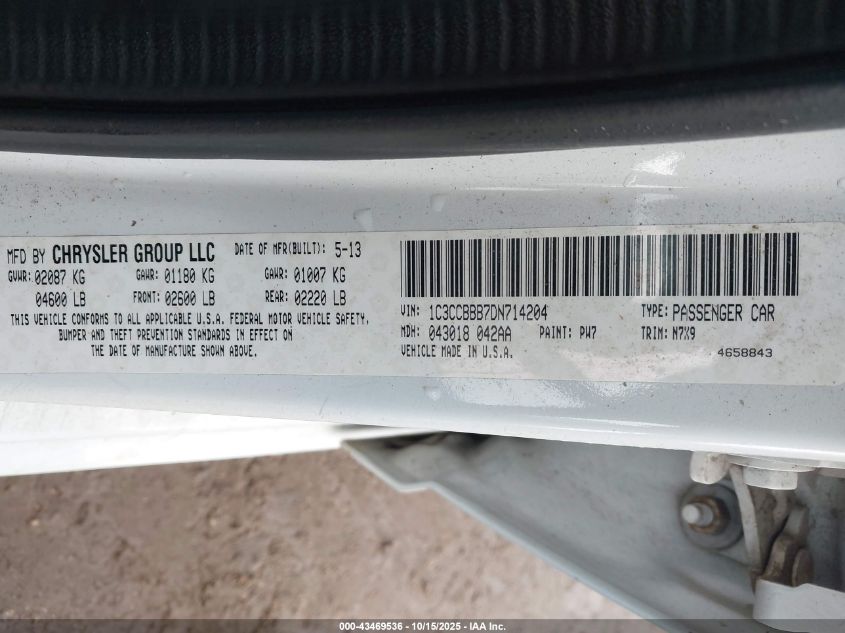 MFD BY CHRYSLER GROUP LLC DATE OF MFR(BUILT): 5-13
GVWR: 02087 KG GAWR: 01180 KG GAWR: 01007 KG
04600 LB FRONT: 02600 LB REAR: 02220 LB
THIS VEHICLE CONFORMS TO ALL APPLICABLE U.S.A. FEDERAL MOTOR VEHICLE SAFETY,
BUMPER AND THEFT PREVENTION STANDARDS IN EFFECT ON
THE DATE OF MANUFACTURE SHOWN ABOVE.
VIN: 1C3CCBBB7DN714204 TYPE: PASSENGER CAR
MDH: 043018 042AA PAINT: PW7 TRIM: N7X9
VEHICLE MADE IN U.S.A. 4658843
000-43469536 - 10/15/2025 - IAA Inc.